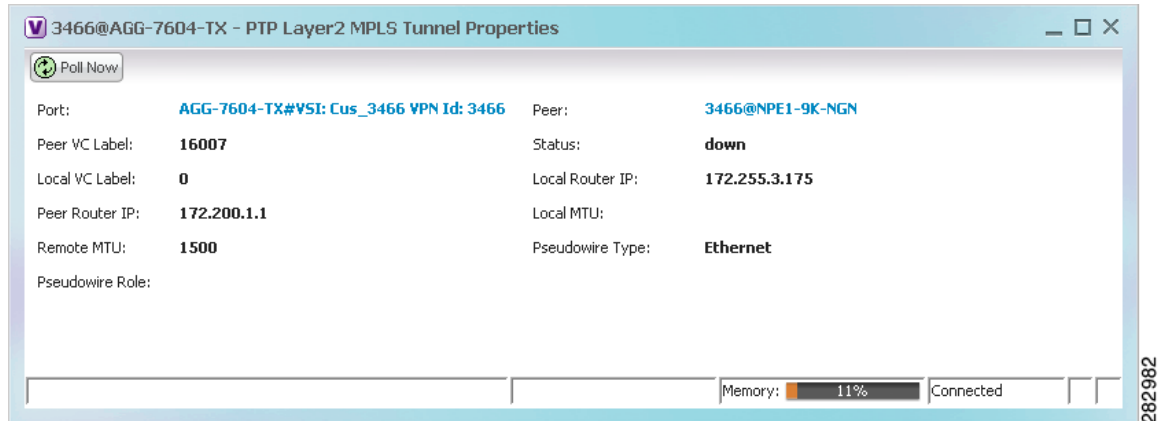 V 3466@AGG-7604-TX - PTP Layer2 MPLS Tunnel Properties
Poll Now
Port: AGG-7604-TX#VSI: Cus_3466 VPN Id: 3466 Peer: 3466@NPE1-9K-NGN
Peer VC Label: 16007 Status: down
Local VC Label: 0 Local Router IP: 172.255.3.175
Peer Router IP: 172.200.1.1 Local MTU:
Remote MTU: 1500 Pseudowire Type: Ethernet
Pseudowire Role:
Memory: 11% Connected
282982